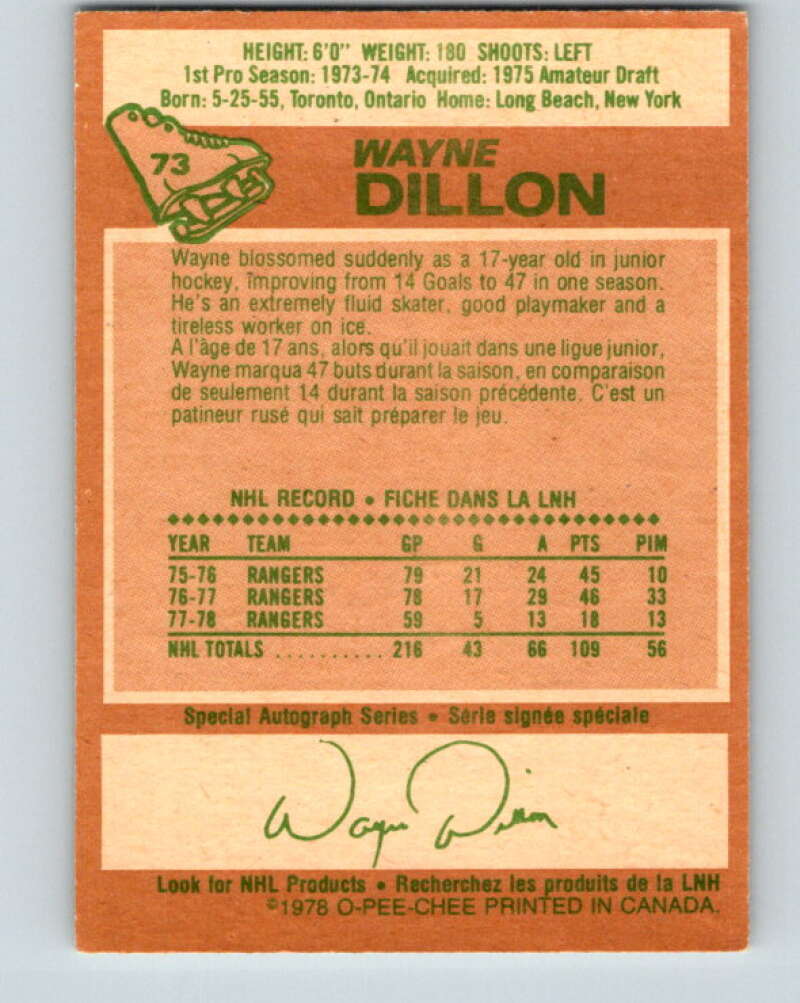 HEIGHT: 6'0" WEIGHT: 180 SHOOTS: LEFT
1st Pro Season: 1973-74 Acquired: 1975 Amateur Draft
Born: 5-25-55, Toronto, Ontario Home: Long Beach, New York
73
WAYNE
DILLON
Wayne blossomed suddenly as a 17-year old in junior
hockey, improving from 14 Goals to 47 in one season.
He's an extremely fluid skater, good playmaker and a
tireless worker on ice.
A l'âge de 17 ans, alors qu'il jouait dans une ligue junior,
Wayne marqua 47 buts durant la saison, en comparaison
de seulement 14 durant la saison précédente. C'est un
patineur rusé qui sait préparer le jeu.
NHL RECORD • FICHE DANS LA LNH
YEAR TEAM GP G A PTS PIM
75-76 RANGERS 79 21 24 45 10
76-77 RANGERS 78 17 29 46 33
77-78 RANGERS 59 5 13 18 13
NHL TOTALS .......... 216 43 66 109 56
Special Autograph Series • Série signée spéciale
Wayne Dillon
Look for NHL Products • Recherchez les produits de la LNH
©1978 O-PEE-CHEE PRINTED IN CANADA.